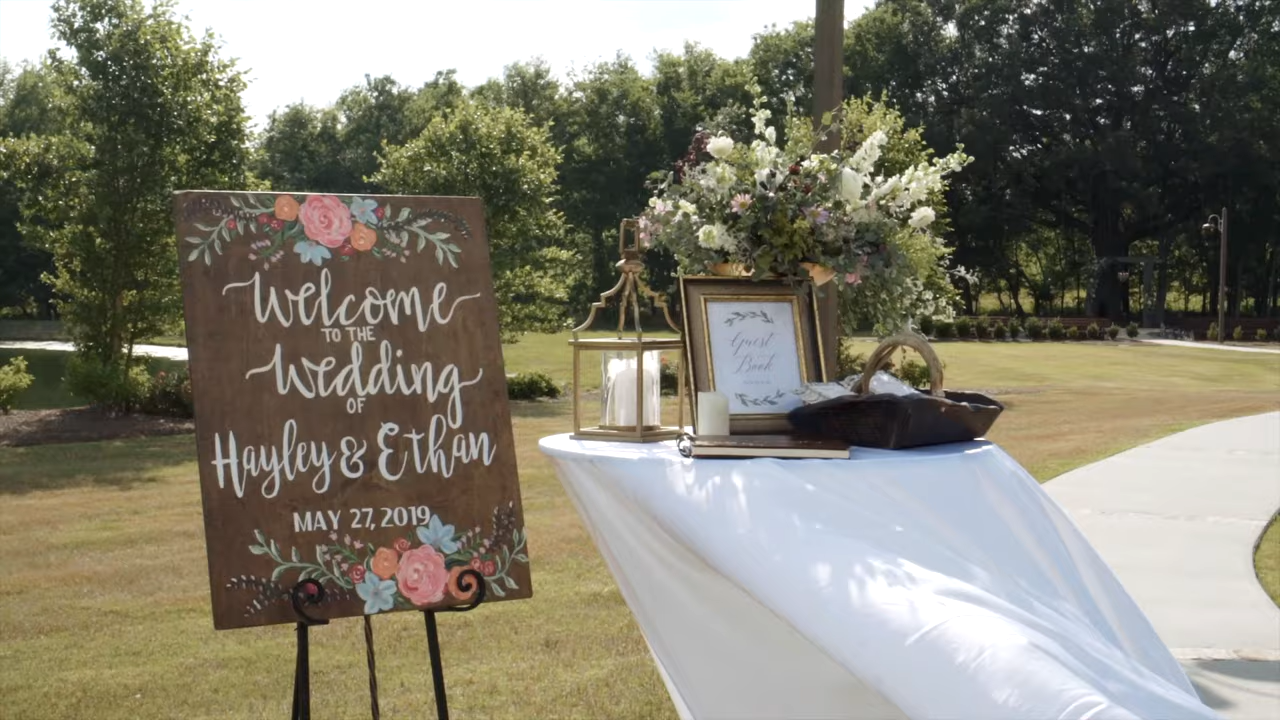 Welcome
TO THE
Wedding
OF
Hayley & Ethan
MAY 27, 2019
Guest
Book